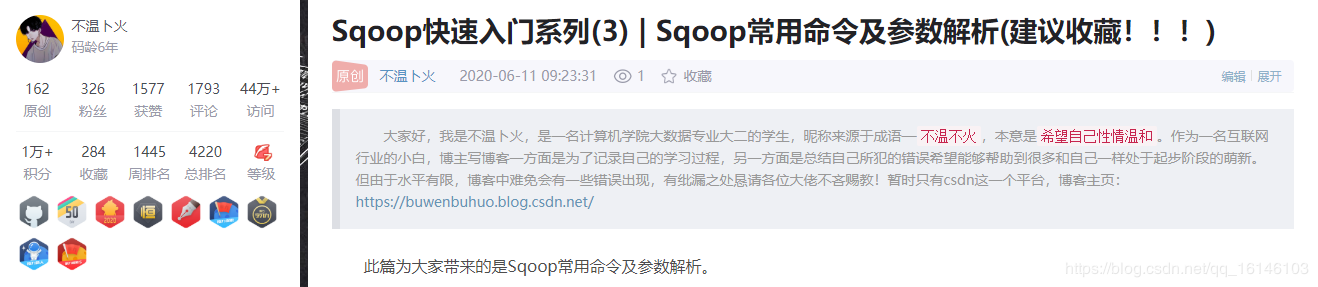 不温卜火
码龄6年
162 326 1577 1793 44万+
原创 粉丝 获赞 评论 访问
1万+ 284 1445 4220
积分 收藏 周排名 总排名 等级
Sqoop快速入门系列(3) | Sqoop常用命令及参数解析(建议收藏！！！)
原创 不温卜火 2020-06-11 09:23:31 1 收藏 编辑 展开
大家好，我是不温卜火，是一名计算机学院大数据专业大二的学生，昵称来源于成语—不温不火，本意是希望自己性情温和。作为一名互联网
行业的小白，博主写博客一方面是为了记录自己的学习过程，另一方面是总结自己所犯的错误希望能够帮助到很多和自己一样处于起步阶段的萌新。
但由于水平有限，博客中难免会有一些错误出现，有纰漏之处恳请各位大佬不吝赐教！暂时只有csdn这一个平台，博客主页：
https://buwenbuhuo.blog.csdn.net/
此篇为大家带来的是Sqoop常用命令及参数解析。
https://blog.csdn.net/qq_16146103